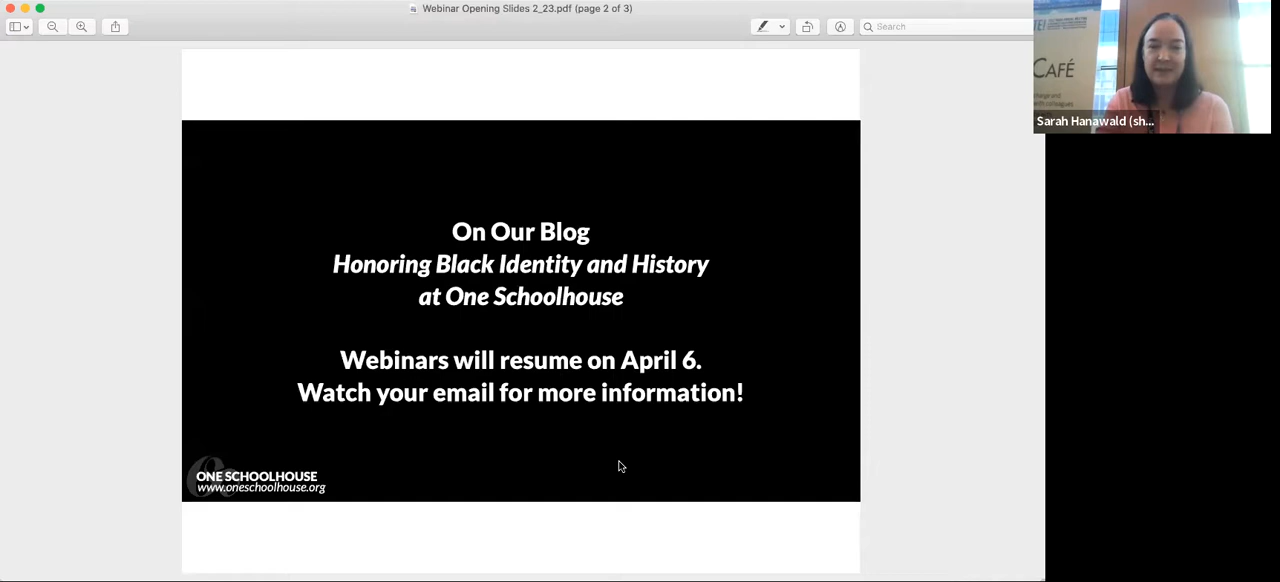 Webinar Opening Slides 2_23.pdf (page 2 of 3)
Search
CAFÉ
Sarah Hanawald (sh...
On Our Blog
Honoring Black Identity and History
at One Schoolhouse
Webinars will resume on April 6.
Watch your email for more information!
ONE SCHOOLHOUSE
www.oneschoolhouse.org